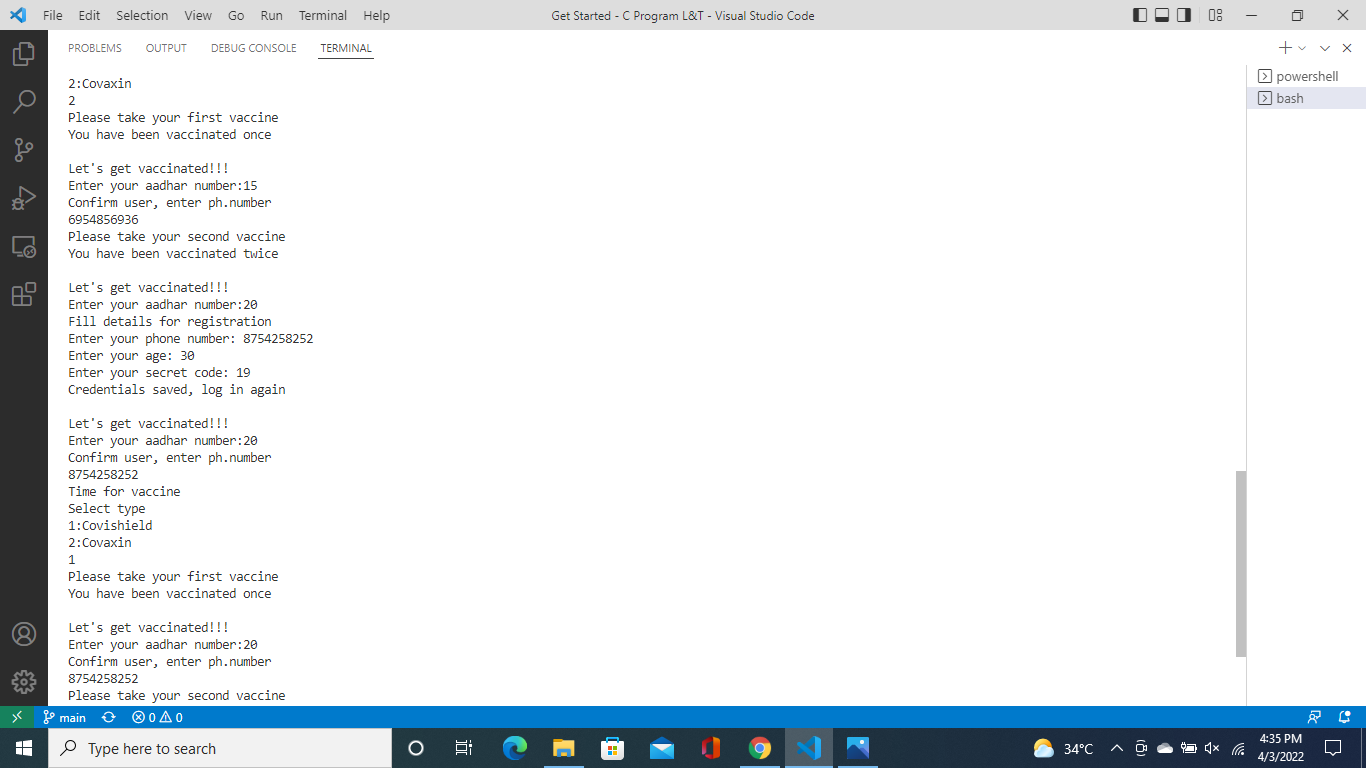 File Edit Selection View Go Run Terminal Help
Get Started - C Program L&T - Visual Studio Code
PROBLEMS OUTPUT DEBUG CONSOLE TERMINAL
powershell
bash
2:Covaxin
2
Please take your first vaccine
You have been vaccinated once
Let's get vaccinated!!!
Enter your aadhar number:15
Confirm user, enter ph.number
6954856936
Please take your second vaccine
You have been vaccinated twice
Let's get vaccinated!!!
Enter your aadhar number:20
Fill details for registration
Enter your phone number: 8754258252
Enter your age: 30
Enter your secret code: 19
Credentials saved, log in again
Let's get vaccinated!!!
Enter your aadhar number:20
Confirm user, enter ph.number
8754258252
Time for vaccine
Select type
1:Covishield
2:Covaxin
1
Please take your first vaccine
You have been vaccinated once
Let's get vaccinated!!!
Enter your aadhar number:20
Confirm user, enter ph.number
8754258252
Please take your second vaccine
main 0 0
Type here to search
34°C
4:35 PM
4/3/2022